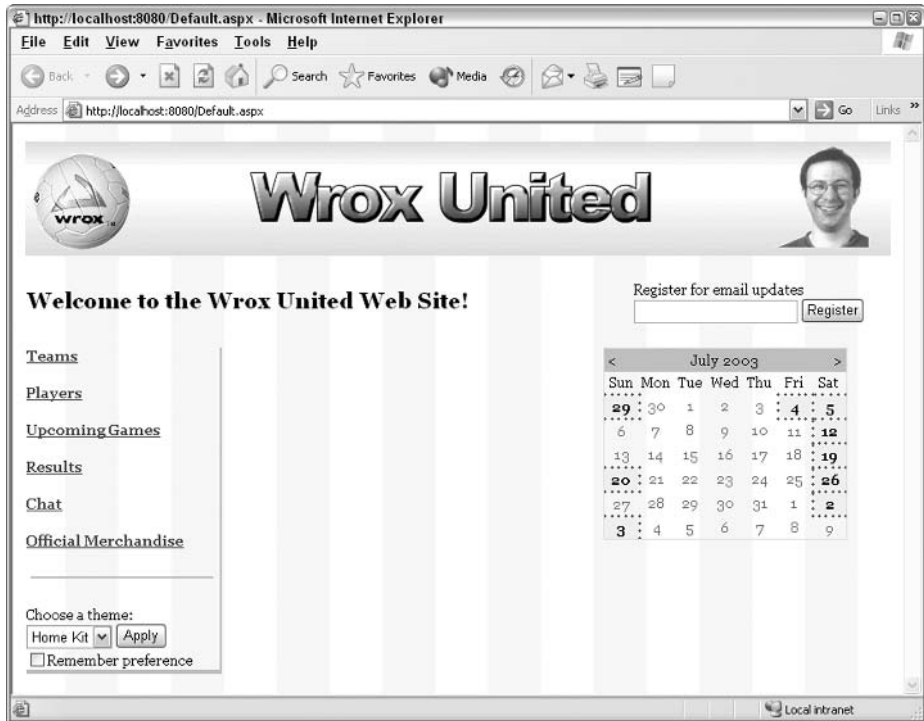 http://localhost:8080/Default.aspx - Microsoft Internet Explorer
File Edit View Favorites Tools Help
Back Search Favorites Media
Address http://localhost:8080/Default.aspx Go Links »
wrox
Wrox United
Welcome to the Wrox United Web Site!
Register for email updates
Register
Teams
Players
Upcoming Games
Results
Chat
Official Merchandise
Choose a theme:
Home Kit Apply
Remember preference
< July 2003 >
Sun Mon Tue Wed Thu Fri Sat
29 30 1 2 3 4 5
6 7 8 9 10 11 12
13 14 15 16 17 18 19
20 21 22 23 24 25 26
27 28 29 30 31 1 2
3 4 5 6 7 8 9
Local intranet